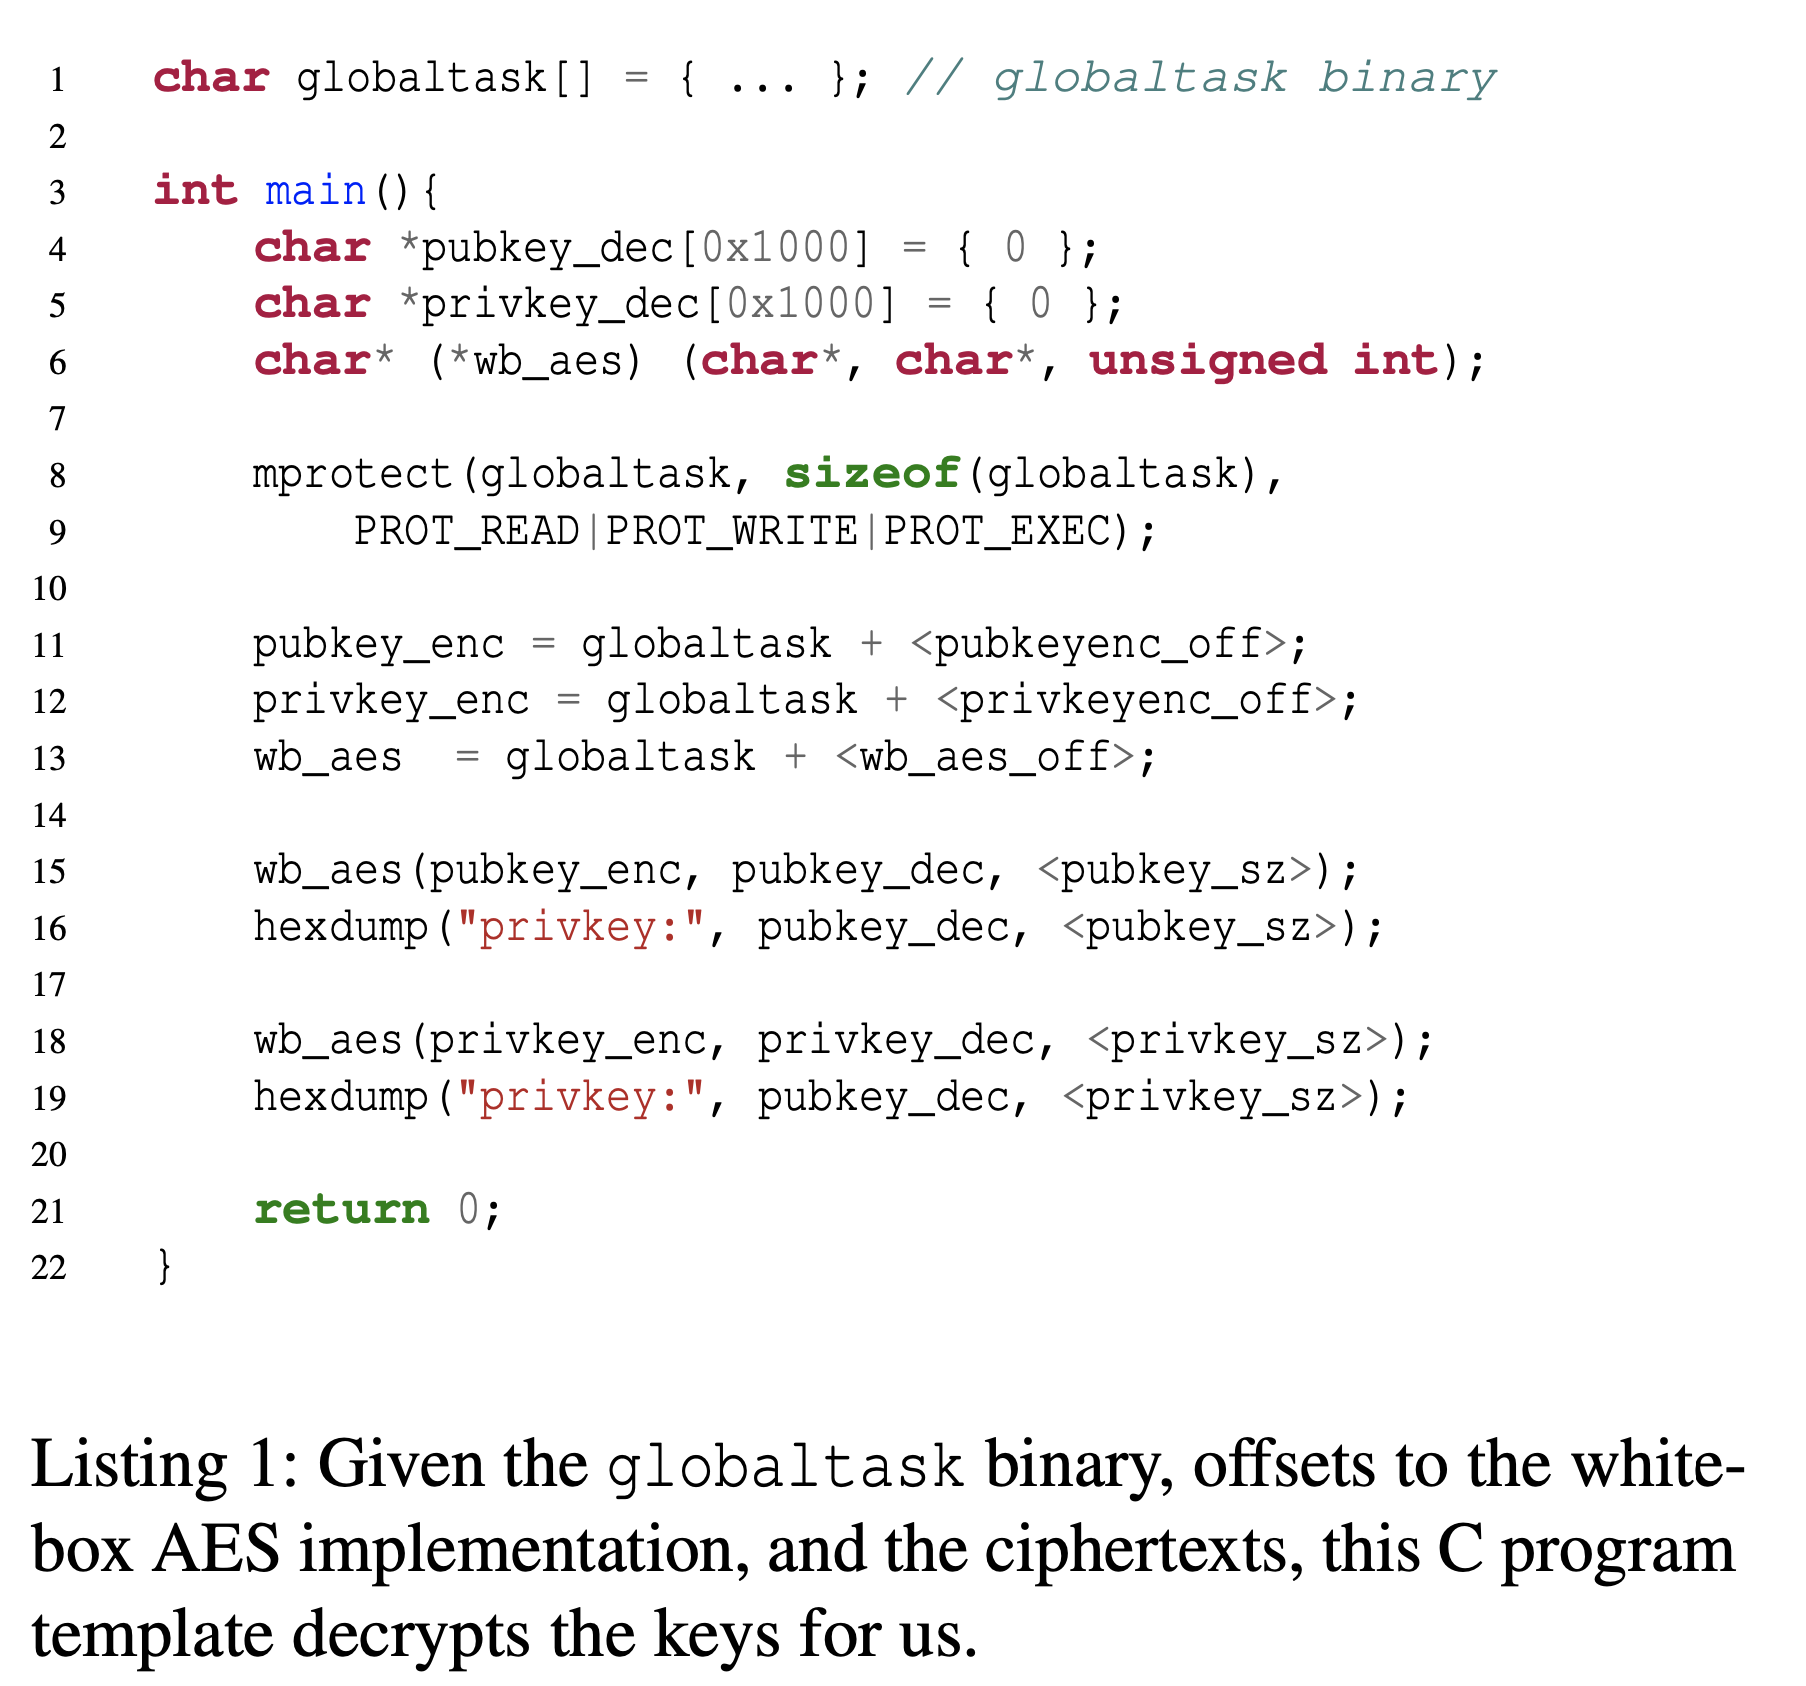 1 char globaltask[] = { ... }; // globaltask binary
2
3 int main(){
4 char *pubkey_dec[0x1000] = { 0 };
5 char *privkey_dec[0x1000] = { 0 };
6 char* (*wb_aes) (char*, char*, unsigned int);
7
8 mprotect(globaltask, sizeof(globaltask),
9 PROT_READ|PROT_WRITE|PROT_EXEC);
10
11 pubkey_enc = globaltask + <pubkeyenc_off>;
12 privkey_enc = globaltask + <privkeyenc_off>;
13 wb_aes  = globaltask + <wb_aes_off>;
14
15 wb_aes(pubkey_enc, pubkey_dec, <pubkey_sz>);
16 hexdump("privkey:", pubkey_dec, <pubkey_sz>);
17
18 wb_aes(privkey_enc, privkey_dec, <privkey_sz>);
19 hexdump("privkey:", pubkey_dec, <privkey_sz>);
20
21 return 0;
22 }
Listing 1: Given the globaltask binary, offsets to the white-
box AES implementation, and the ciphertexts, this C program
template decrypts the keys for us.